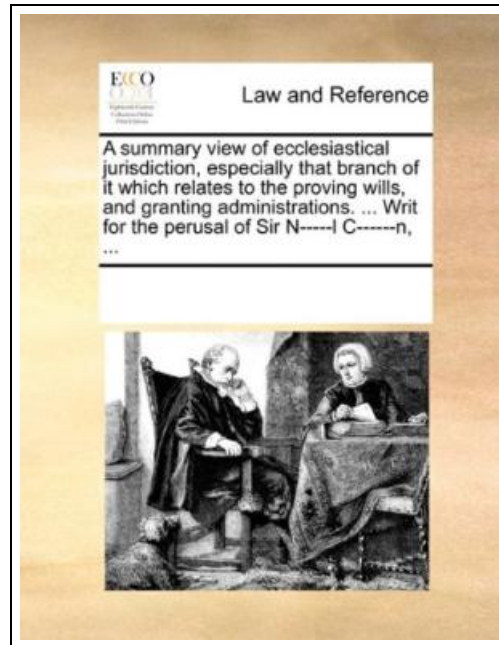 ECCO
Law and Reference
A summary view of ecclesiastical
jurisdiction, especially that branch of
it which relates to the proving wills,
and granting administrations. ... Writ
for the perusal of Sir N-----l C------n,
...